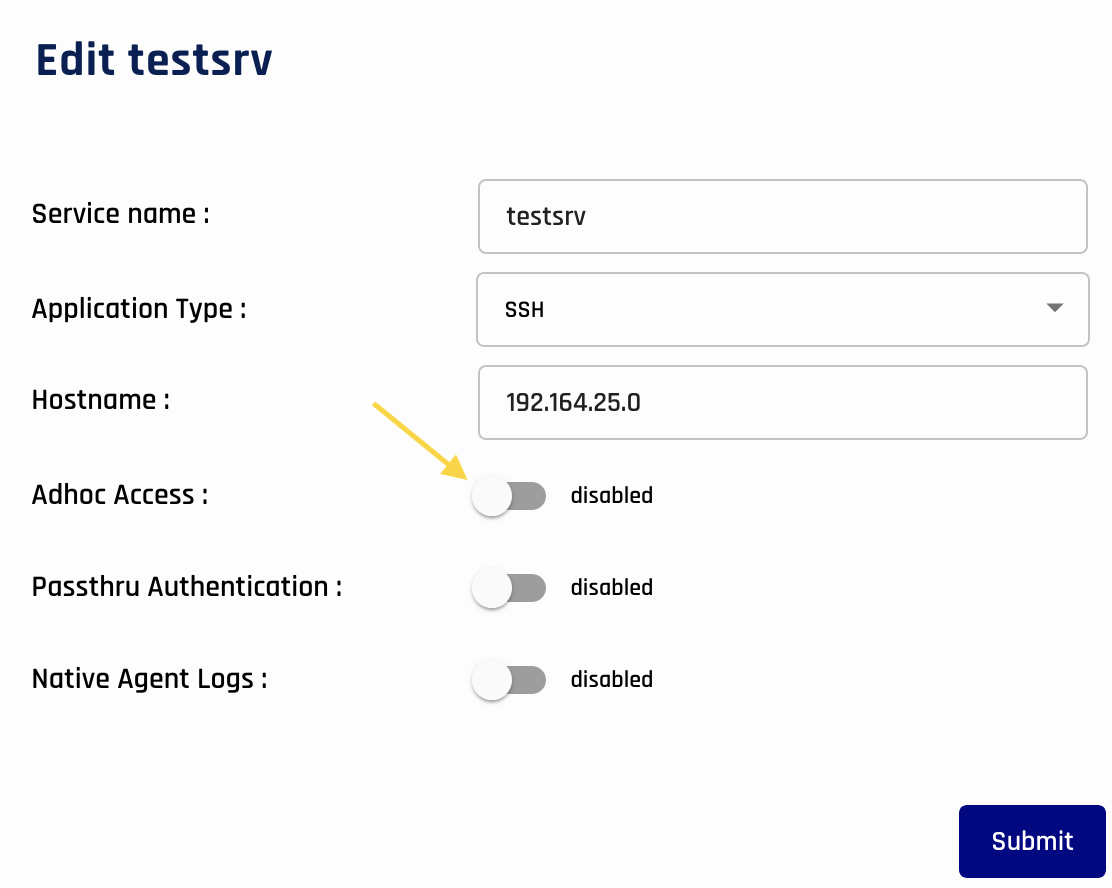 Edit testsrv
Service name : testsrv
Application Type : SSH
Hostname : 192.164.25.0
Adhoc Access : disabled
Passthru Authentication : disabled
Native Agent Logs : disabled
Submit